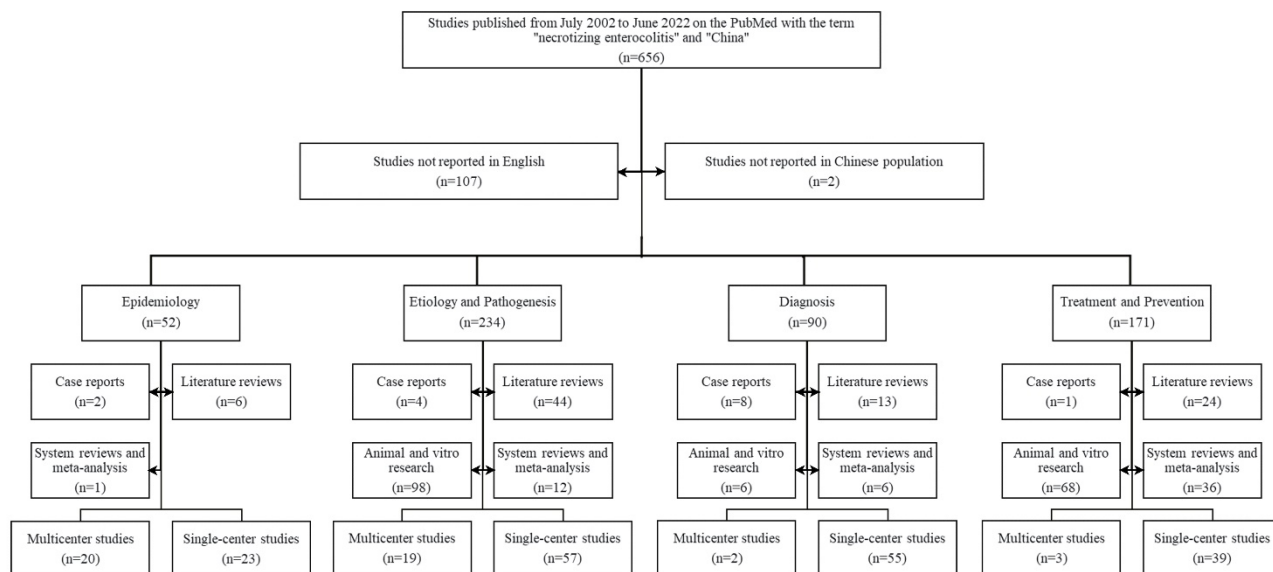 Studies published from July 2002 to June 2022 on the PubMed with the term
"necrotizing enterocolitis" and "China"
(n=656)
Studies not reported in English
(n=107)
Studies not reported in Chinese population
(n=2)
Epidemiology
(n=52)
Etiology and Pathogenesis
(n=234)
Diagnosis
(n=90)
Treatment and Prevention
(n=171)
Case reports
(n=2)
Literature reviews
(n=6)
Case reports
(n=4)
Literature reviews
(n=44)
Case reports
(n=8)
Literature reviews
(n=13)
Case reports
(n=1)
Literature reviews
(n=24)
System reviews and
meta-analysis
(n=1)
Animal and vitro
research
(n=98)
System reviews and
meta-analysis
(n=12)
Animal and vitro
research
(n=6)
System reviews and
meta-analysis
(n=6)
Animal and vitro
research
(n=68)
System reviews and
meta-analysis
(n=36)
Multicenter studies
(n=20)
Single-center studies
(n=23)
Multicenter studies
(n=19)
Single-center studies
(n=57)
Multicenter studies
(n=2)
Single-center studies
(n=55)
Multicenter studies
(n=3)
Single-center studies
(n=39)